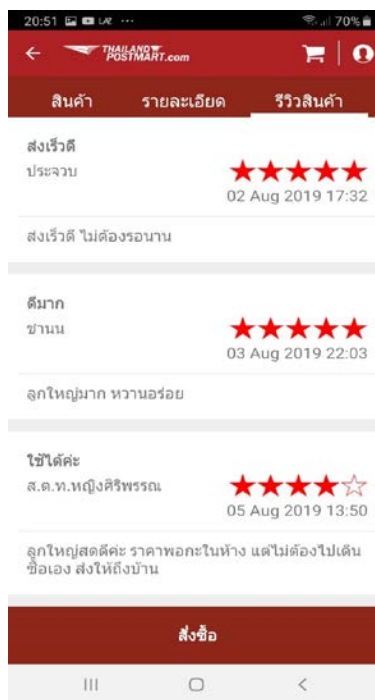 20:51 70%
THAILAND POSTMART.com
สินค้า รายละเอียด รีวิวสินค้า
ส่งเร็วดี
ประจวบ
02 Aug 2019 17:32
ส่งเร็วดี ไม่ต้องรอนาน
ดีมาก
ชานน
03 Aug 2019 22:03
ลูกใหญ่มาก หวานอร่อย
ใช้ได้ค่ะ
ส.ต.ท.หญิงศิริพรรณ
05 Aug 2019 13:50
ลูกใหญ่สดดีค่ะ ราคาพอกะในห้าง แต่ไม่ต้องไปเดิน
ซื้อเอง ส่งให้ถึงบ้าน
สั่งซื้อ